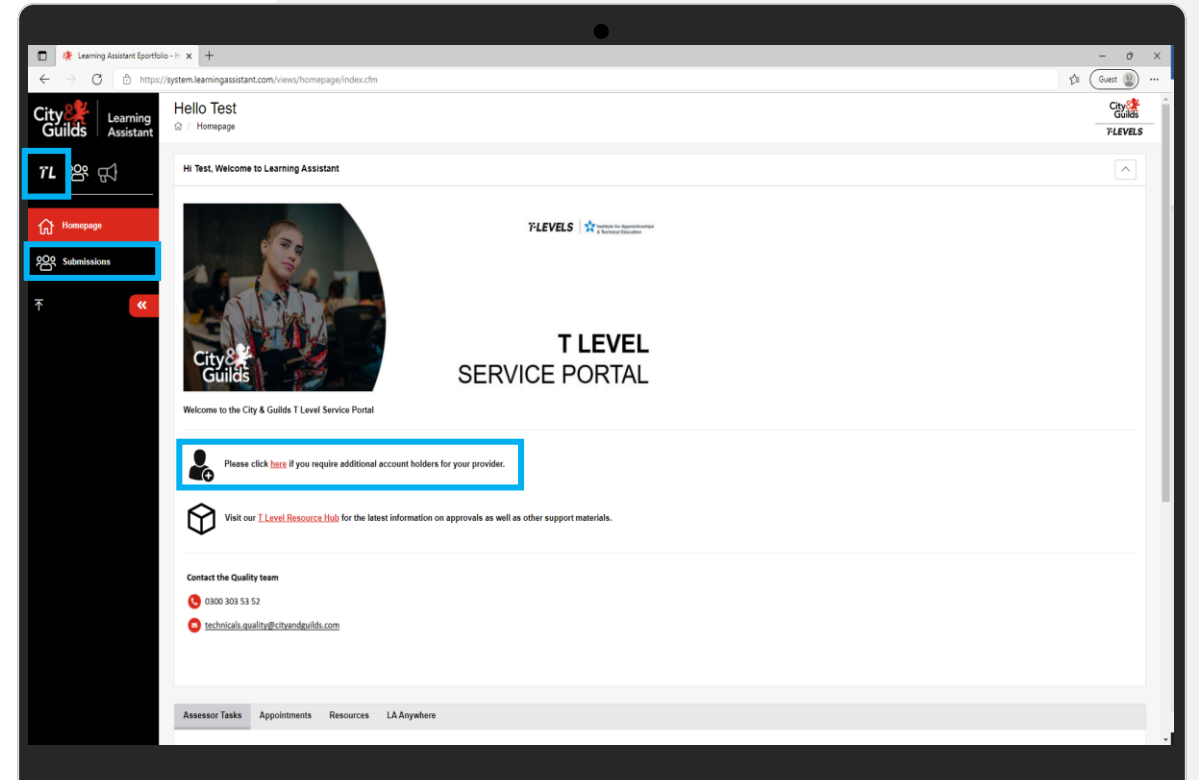 Learning Assistant Eportfolio - H
https://system.learningassistant.com/views/homepage/index.cfm
Guest
City & Guilds
Learning Assistant
Hello Test
Homepage
City & Guilds
T-LEVELS
TL
Hi Test, Welcome to Learning Assistant
Homepage
Submissions
T-LEVELS
Institute for Apprenticeships
& Technical Education
City & Guilds
T LEVEL
SERVICE PORTAL
Welcome to the City & Guilds T Level Service Portal
Please click here if you require additional account holders for your provider.
Visit our T Level Resource Hub for the latest information on approvals as well as other support materials.
Contact the Quality team
0300 303 53 52
technicals.quality@cityandguilds.com
Assessor Tasks Appointments Resources LA Anywhere